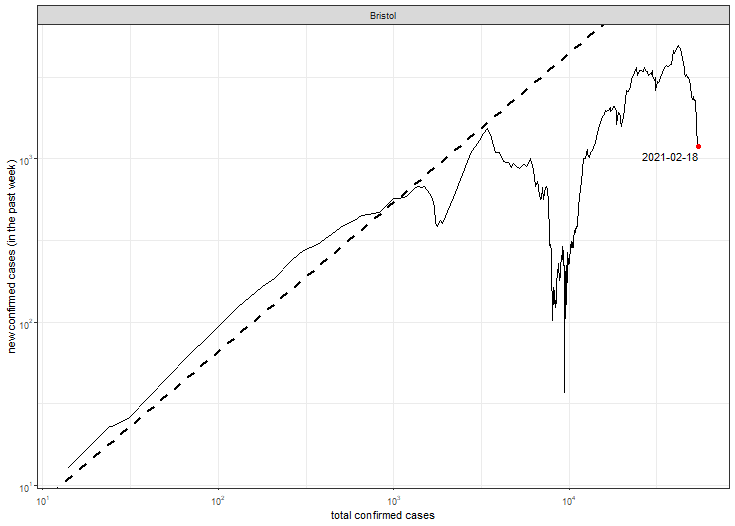 Bristol
new confirmed cases (in the past week)
10³
10²
10¹
2021-02-18
10¹
10²
10³
10⁴
total confirmed cases